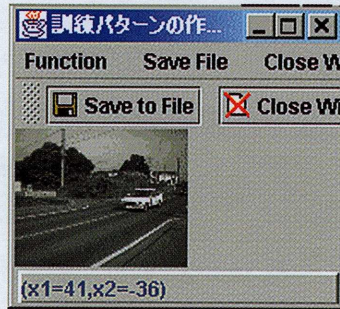 訓練パターンの作...
Function Save File Close W
Save to File Close Wi
(x1=41,x2=-36)